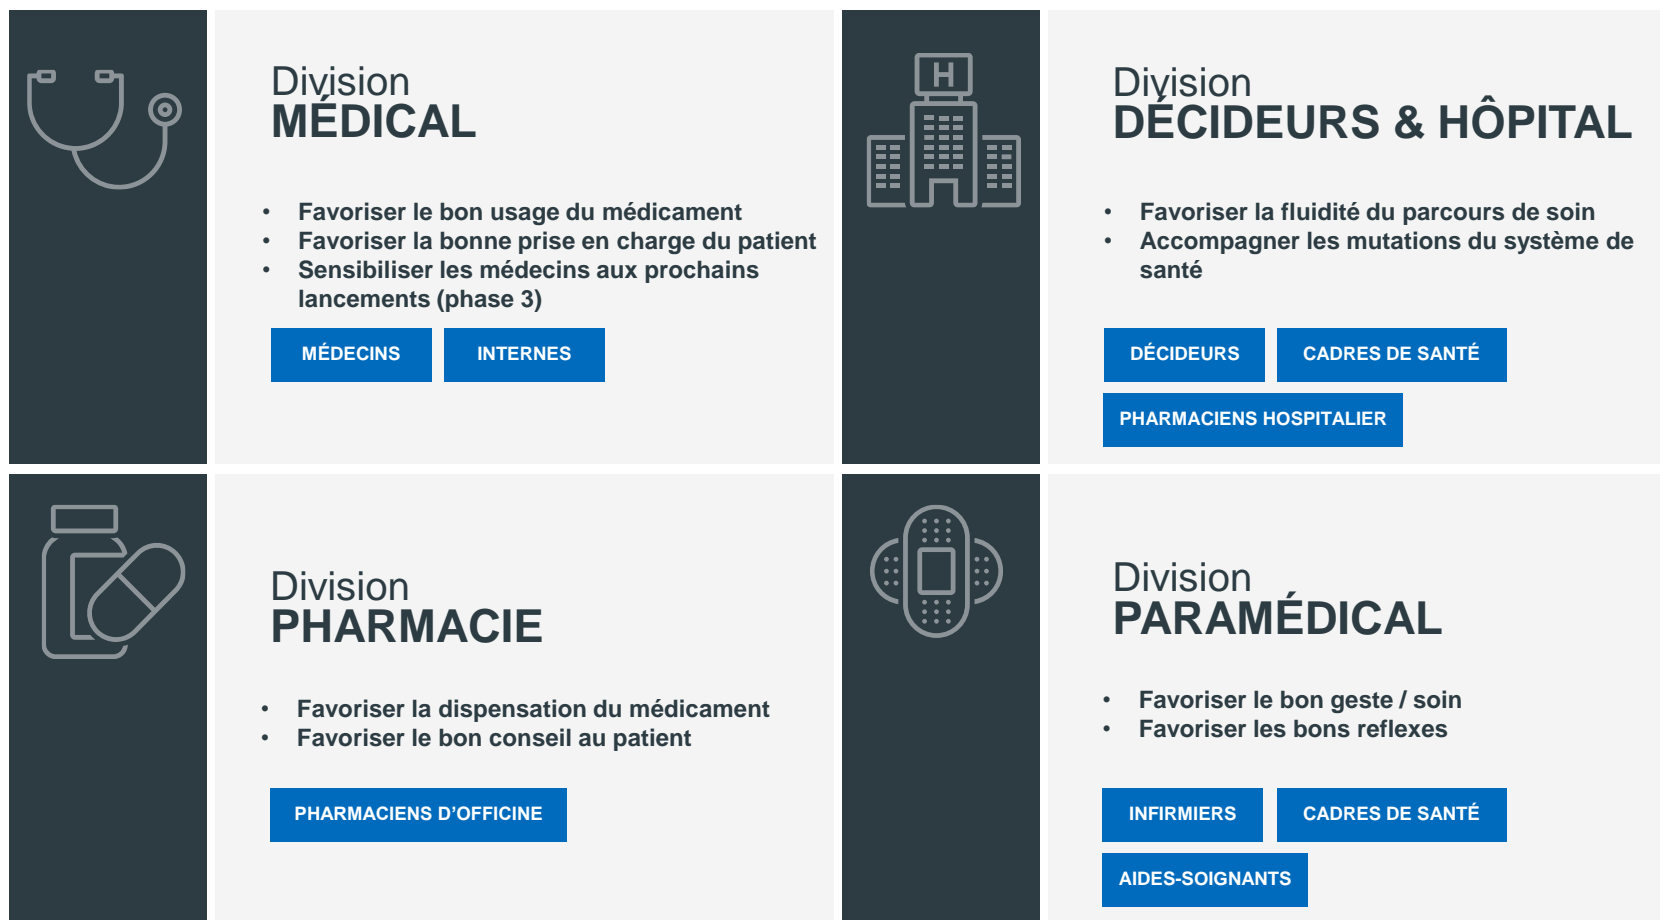 Division
MÉDICAL
• Favoriser le bon usage du médicament
• Favoriser la bonne prise en charge du patient
• Sensibiliser les médecins aux prochains
lancements (phase 3)
MÉDECINS
INTERNES
H
Division
DÉCIDEURS & HÔPITAL
• Favoriser la fluidité du parcours de soin
• Accompagner les mutations du système de
santé
DÉCIDEURS
CADRES DE SANTÉ
PHARMACIENS HOSPITALIER
Division
PHARMACIE
• Favoriser la dispensation du médicament
• Favoriser le bon conseil au patient
PHARMACIENS D’OFFICINE
Division
PARAMÉDICAL
• Favoriser le bon geste / soin
• Favoriser les bons reflexes
INFIRMIERS
CADRES DE SANTÉ
AIDES-SOIGNANTS